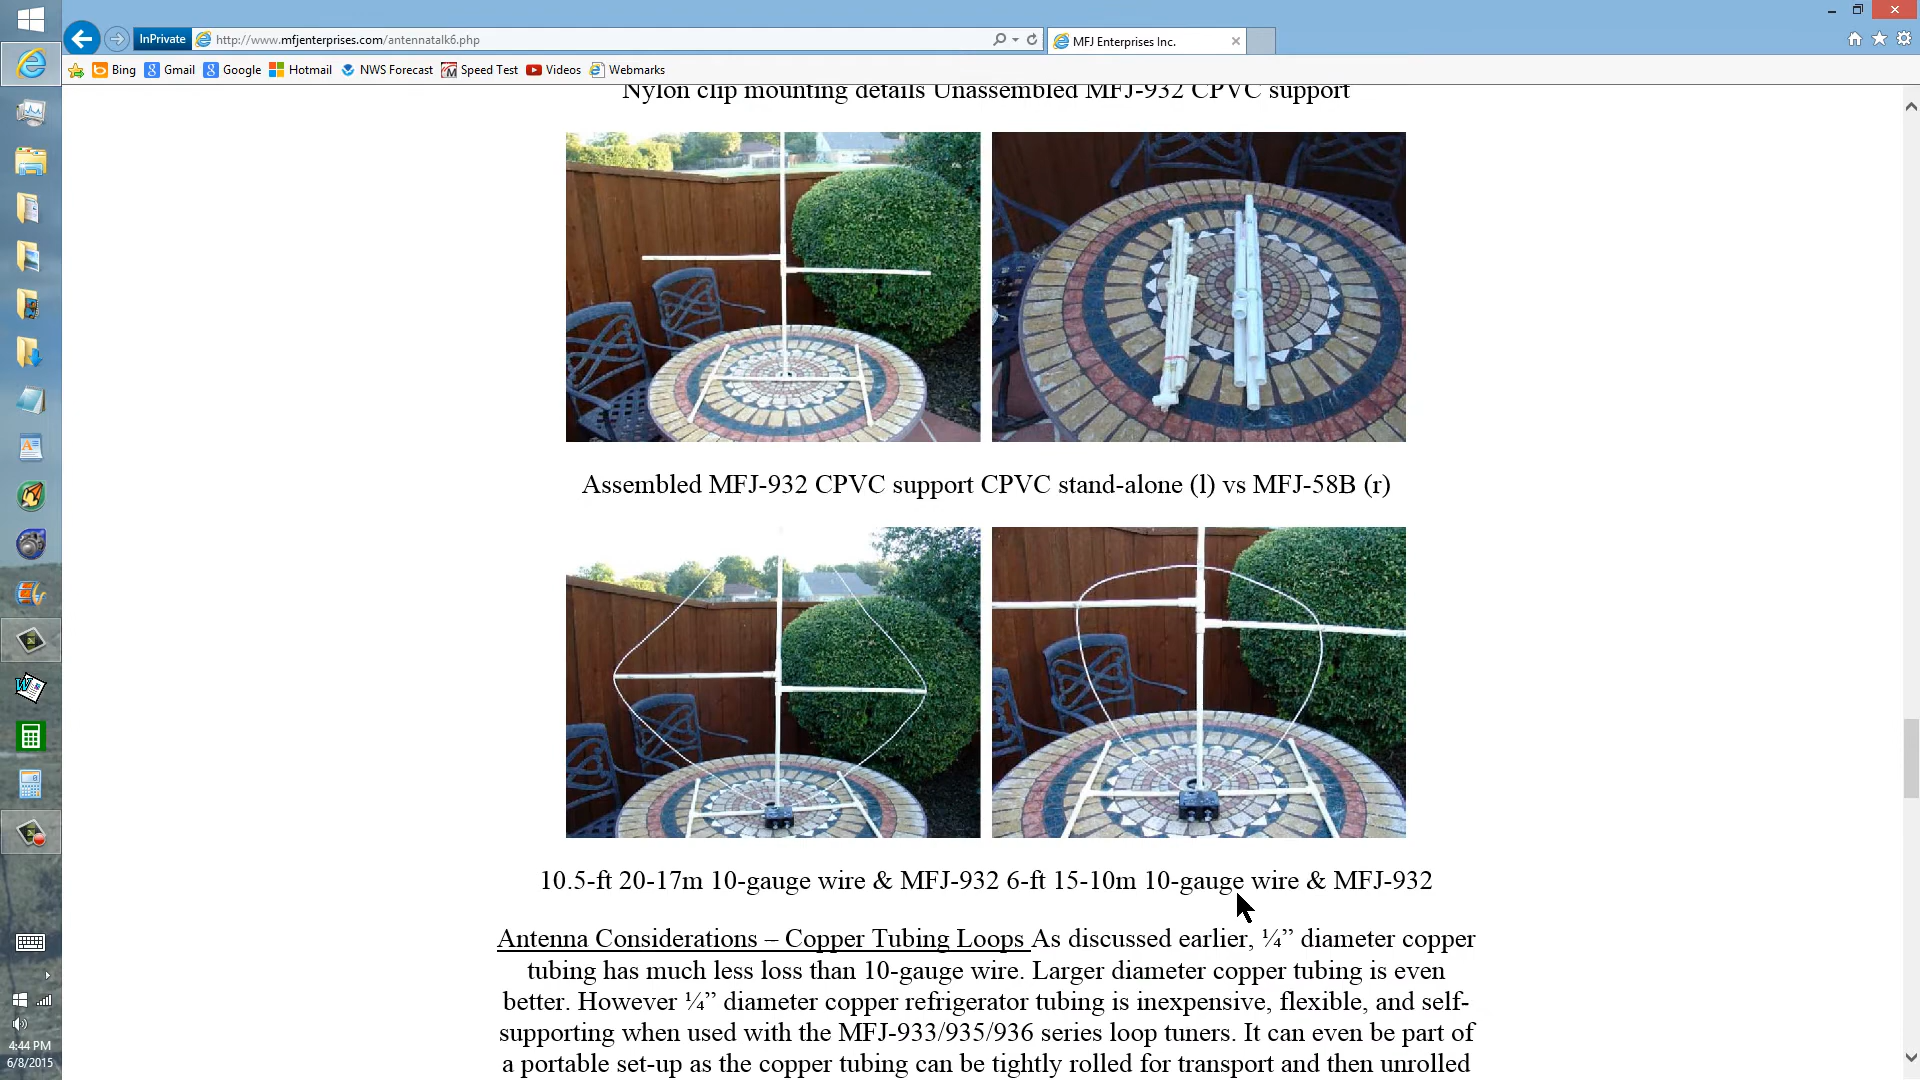 InPrivate
http://www.mfjenterprises.com/antennatalk6.php
MFJ Enterprises Inc.
Bing
Gmail
Google
Hotmail
NWS Forecast
Speed Test
Videos
Webmarks
Nylon clip mounting details Unassembled MFJ-932 CPVC support
Assembled MFJ-932 CPVC support CPVC stand-alone (l) vs MFJ-58B (r)
10.5-ft 20-17m 10-gauge wire & MFJ-932 6-ft 15-10m 10-gauge wire & MFJ-932
Antenna Considerations – Copper Tubing Loops As discussed earlier, ¼” diameter copper
tubing has much less loss than 10-gauge wire. Larger diameter copper tubing is even
better. However ¼” diameter copper refrigerator tubing is inexpensive, flexible, and self-
supporting when used with the MFJ-933/935/936 series loop tuners. It can even be part of
a portable set-up as the copper tubing can be tightly rolled for transport and then unrolled
4:44 PM
6/8/2015